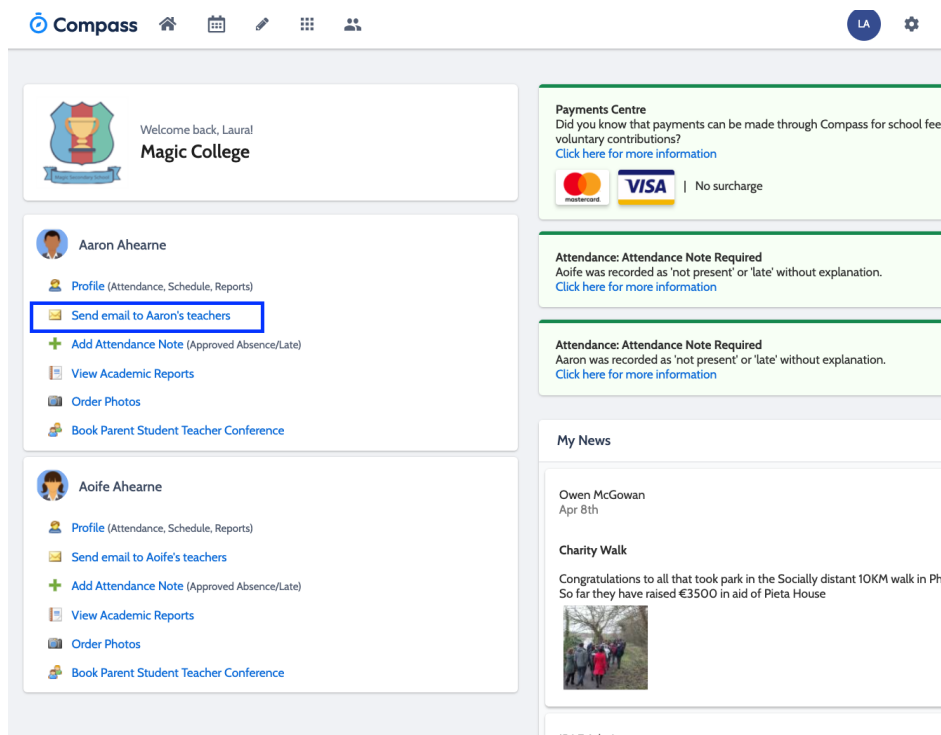 Compass
LA
Welcome back, Laura!
Magic College
Magic Secondary School
Aaron Ahearne
Profile (Attendance, Schedule, Reports)
Send email to Aaron's teachers
Add Attendance Note (Approved Absence/Late)
View Academic Reports
Order Photos
Book Parent Student Teacher Conference
Aoife Ahearne
Profile (Attendance, Schedule, Reports)
Send email to Aoife's teachers
Add Attendance Note (Approved Absence/Late)
View Academic Reports
Order Photos
Book Parent Student Teacher Conference
Payments Centre
Did you know that payments can be made through Compass for school fee
voluntary contributions?
Click here for more information
mastercard. VISA | No surcharge
Attendance: Attendance Note Required
Aoife was recorded as 'not present' or 'late' without explanation.
Click here for more information
Attendance: Attendance Note Required
Aaron was recorded as 'not present' or 'late' without explanation.
Click here for more information
My News
Owen McGowan
Apr 8th
Charity Walk
Congratulations to all that took park in the Socially distant 10KM walk in Ph
So far they have raised €3500 in aid of Pieta House